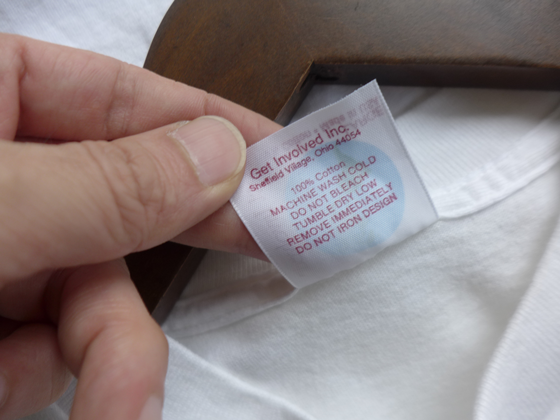 Get Involved Inc.
Sheffield Village, Ohio 44054
100% Cotton
MACHINE WASH COLD
DO NOT BLEACH
TUMBLE DRY LOW
REMOVE IMMEDIATELY
DO NOT IRON DESIGN